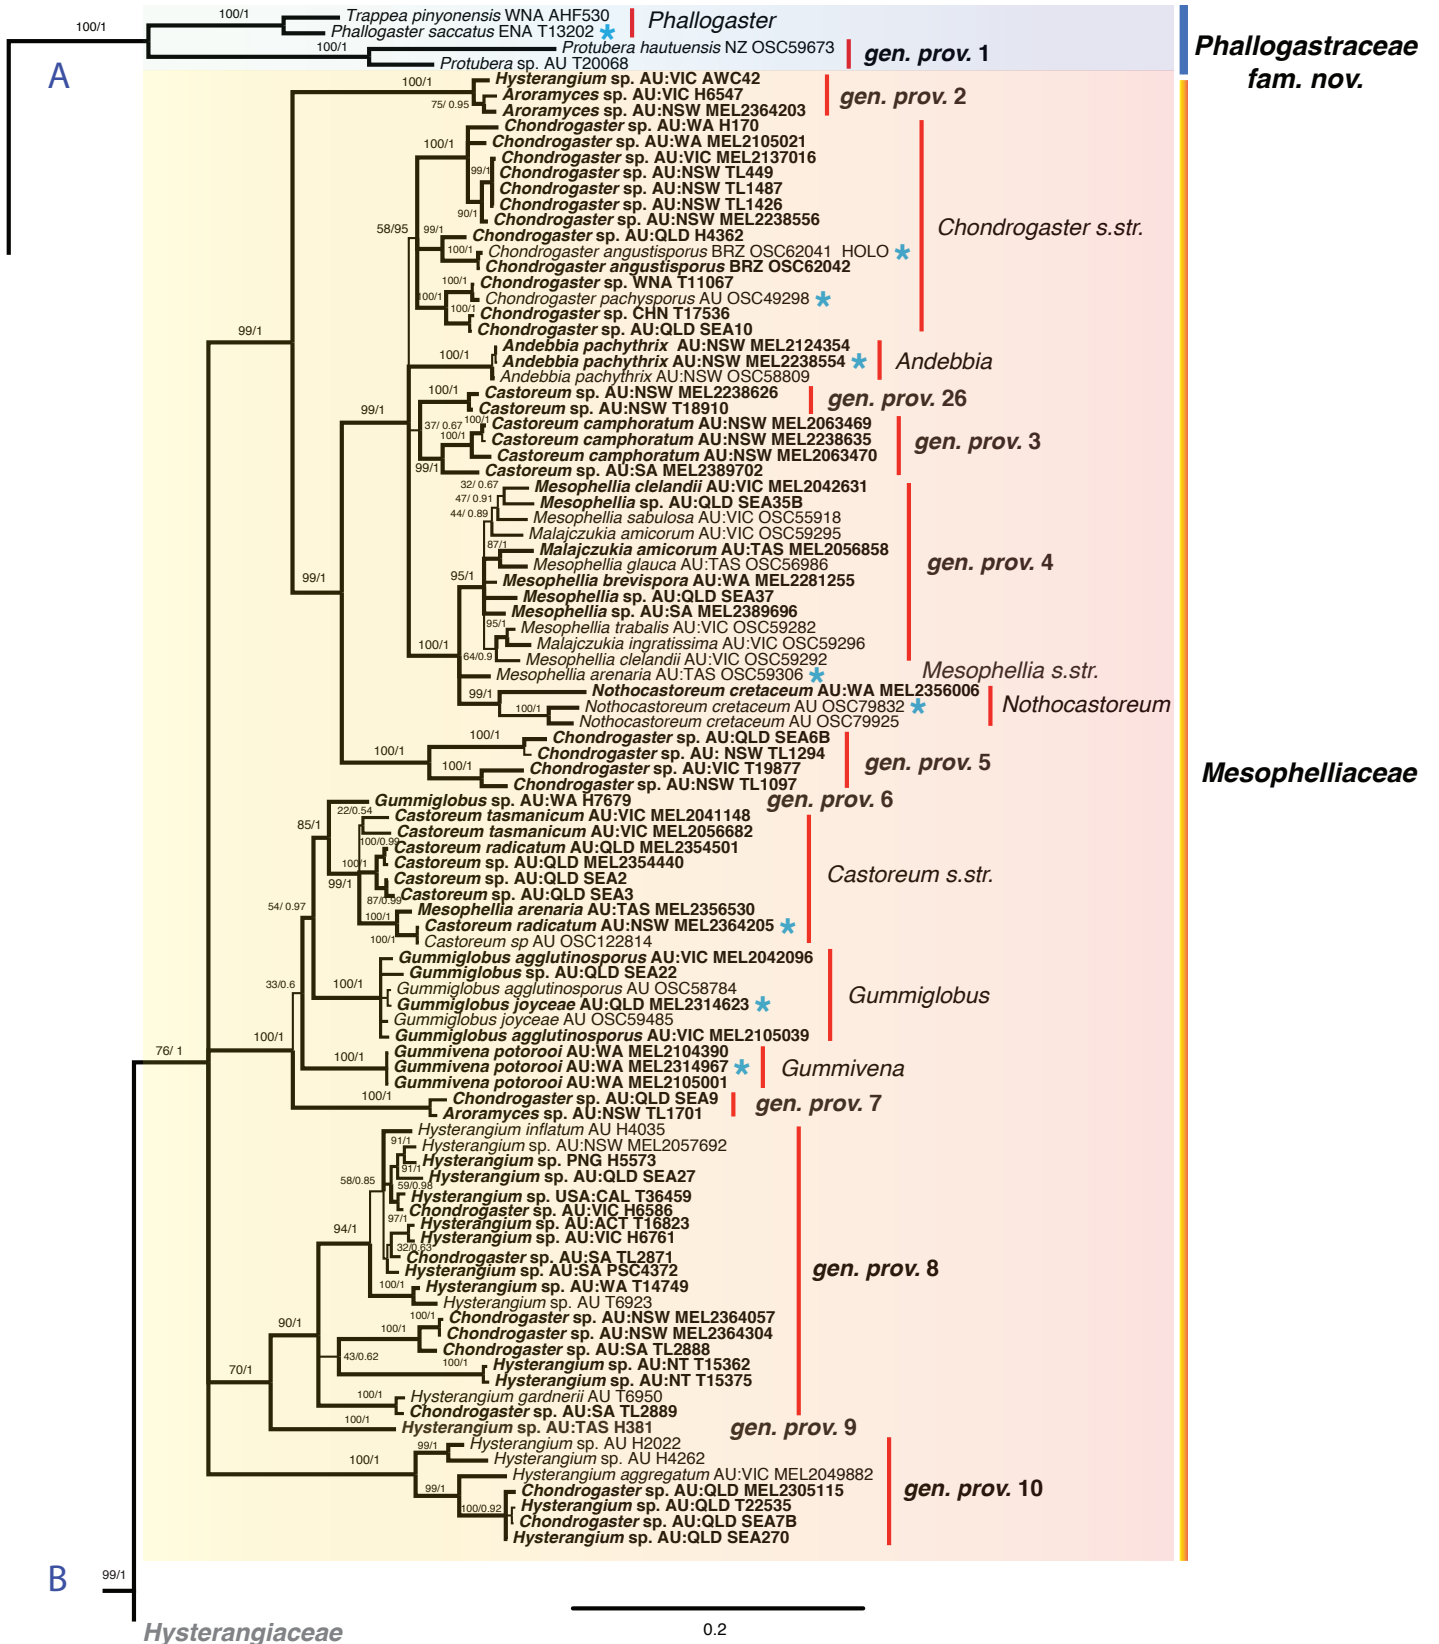 100/1
100/1
Trappea pinyonensis WNA AHF530
Phallogaster saccatus ENA T13202 *
Phallogaster
100/1
Protubera hautuensis NZ OSC59673
Protubera sp. AU T20068
gen. prov. 1
Phallogastraceae
fam. nov.
A
100/1
Hysterangium sp. AU:VIC AWC42
75/ 0.95
Aroramyces sp. AU:VIC H6547
Aroramyces sp. AU:NSW MEL2364203
gen. prov. 2
Chondrogaster sp. AU:WA H170
100/1
Chondrogaster sp. AU:WA MEL2105021
Chondrogaster sp. AU:VIC MEL2137016
99/1
Chondrogaster sp. AU:NSW TL449
Chondrogaster sp. AU:NSW TL1487
Chondrogaster sp. AU:NSW TL1426
90/1
Chondrogaster sp. AU:NSW MEL2238556
58/95
99/1
Chondrogaster sp. AU:QLD H4362
100/1
Chondrogaster angustisporus BRZ OSC62041 HOLO *
Chondrogaster angustisporus BRZ OSC62042
100/1
Chondrogaster sp. WNA T11067
100/1
Chondrogaster pachysporus AU OSC49298 *
100/1
Chondrogaster sp. CHN T17536
Chondrogaster sp. AU:QLD SEA10
Chondrogaster s.str.
99/1
100/1
Andebbia pachythrix AU:NSW MEL2124354
Andebbia pachythrix AU:NSW MEL2238554 *
Andebbia pachythrix AU:NSW OSC58809
Andebbia
100/1
Castoreum sp. AU:NSW MEL2238626
Castoreum sp. AU:NSW T18910
gen. prov. 26
99/1
37/ 0.67
100/1
Castoreum camphoratum AU:NSW MEL2063469
100/1
Castoreum camphoratum AU:NSW MEL2238635
Castoreum camphoratum AU:NSW MEL2063470
99/1
Castoreum sp. AU:SA MEL2389702
gen. prov. 3
32/ 0.67
Mesophellia clelandii AU:VIC MEL2042631
47/ 0.91
Mesophellia sp. AU:QLD SEA35B
44/ 0.89
Mesophellia sabulosa AU:VIC OSC55918
Malajczukia amicorum AU:VIC OSC59295
87/1
Malajczukia amicorum AU:TAS MEL2056858
Mesophellia glauca AU:TAS OSC56986
95/1
Mesophellia brevispora AU:WA MEL2281255
Mesophellia sp. AU:QLD SEA37
Mesophellia sp. AU:SA MEL2389696
95/1
Mesophellia trabalis AU:VIC OSC59282
Malajczukia ingratissima AU:VIC OSC59296
64/0.9
Mesophellia clelandii AU:VIC OSC59292
gen. prov. 4
99/1
100/1
Mesophellia arenaria AU:TAS OSC59306 *
Mesophellia s.str.
99/1
Nothocastoreum cretaceum AU:WA MEL2356006
100/1
Nothocastoreum cretaceum AU OSC79832 *
Nothocastoreum cretaceum AU OSC79925
Nothocastoreum
100/1
100/1
Chondrogaster sp. AU:QLD SEA6B
Chondrogaster sp. AU: NSW TL1294
100/1
Chondrogaster sp. AU:VIC T19877
Chondrogaster sp. AU:NSW TL1097
gen. prov. 5
Mesophelliaceae
Gummiglobus sp. AU:WA H7679
gen. prov. 6
85/1
22/0.54
Castoreum tasmanicum AU:VIC MEL2041148
Castoreum tasmanicum AU:VIC MEL2056682
100/0.99
Castoreum radicatum AU:QLD MEL2354501
100/1
Castoreum sp. AU:QLD MEL2354440
99/1
Castoreum sp. AU:QLD SEA2
87/0.99
Castoreum sp. AU:QLD SEA3
54/ 0.97
100/1
Mesophellia arenaria AU:TAS MEL2356530
Castoreum radicatum AU:NSW MEL2364205 *
100/1
Castoreum sp AU OSC122814
Castoreum s.str.
Gummiglobus agglutinosporus AU:VIC MEL2042096
Gummiglobus sp. AU:QLD SEA22
33/0.6
100/1
Gummiglobus agglutinosporus AU OSC58784
Gummiglobus joyceae AU:QLD MEL2314623 *
Gummiglobus joyceae AU OSC59485
Gummiglobus agglutinosporus AU:VIC MEL2105039
Gummiglobus
76/ 1
100/1
100/1
Gummivena potorooi AU:WA MEL2104390
Gummivena potorooi AU:WA MEL2314967 *
Gummivena potorooi AU:WA MEL2105001
Gummivena
100/1
Chondrogaster sp. AU:QLD SEA9
Aroramyces sp. AU:NSW TL1701
gen. prov. 7
Hysterangium inflatum AU H4035
91/1
Hysterangium sp. AU:NSW MEL2057692
Hysterangium sp. PNG H5573
91/1
Hysterangium sp. AU:QLD SEA27
58/0.85
59/0.98
Hysterangium sp. USA:CAL T36459
Chondrogaster sp. AU:VIC H6586
97/1
Hysterangium sp. AU:ACT T16823
94/1
Hysterangium sp. AU:VIC H6761
32/0.63
Chondrogaster sp. AU:SA TL2871
Hysterangium sp. AU:SA PSC4372
100/1
Hysterangium sp. AU:WA T14749
Hysterangium sp. AU T6923
gen. prov. 8
90/1
100/1
100/1
Chondrogaster sp. AU:NSW MEL2364057
Chondrogaster sp. AU:NSW MEL2364304
Chondrogaster sp. AU:SA TL2888
43/0.62
100/1
Hysterangium sp. AU:NT T15362
Hysterangium sp. AU:NT T15375
70/1
100/1
Hysterangium gardnerii AU T6950
Chondrogaster sp. AU:SA TL2889
100/1
Hysterangium sp. AU:TAS H381
gen. prov. 9
100/1
99/1
Hysterangium sp. AU H2022
Hysterangium sp. AU H4262
99/1
Hysterangium aggregatum AU:VIC MEL2049882
Chondrogaster sp. AU:QLD MEL2305115
100/0.92
Hysterangium sp. AU:QLD T22535
Chondrogaster sp. AU:QLD SEA7B
Hysterangium sp. AU:QLD SEA270
gen. prov. 10
B
99/1
Hysterangiaceae
0.2